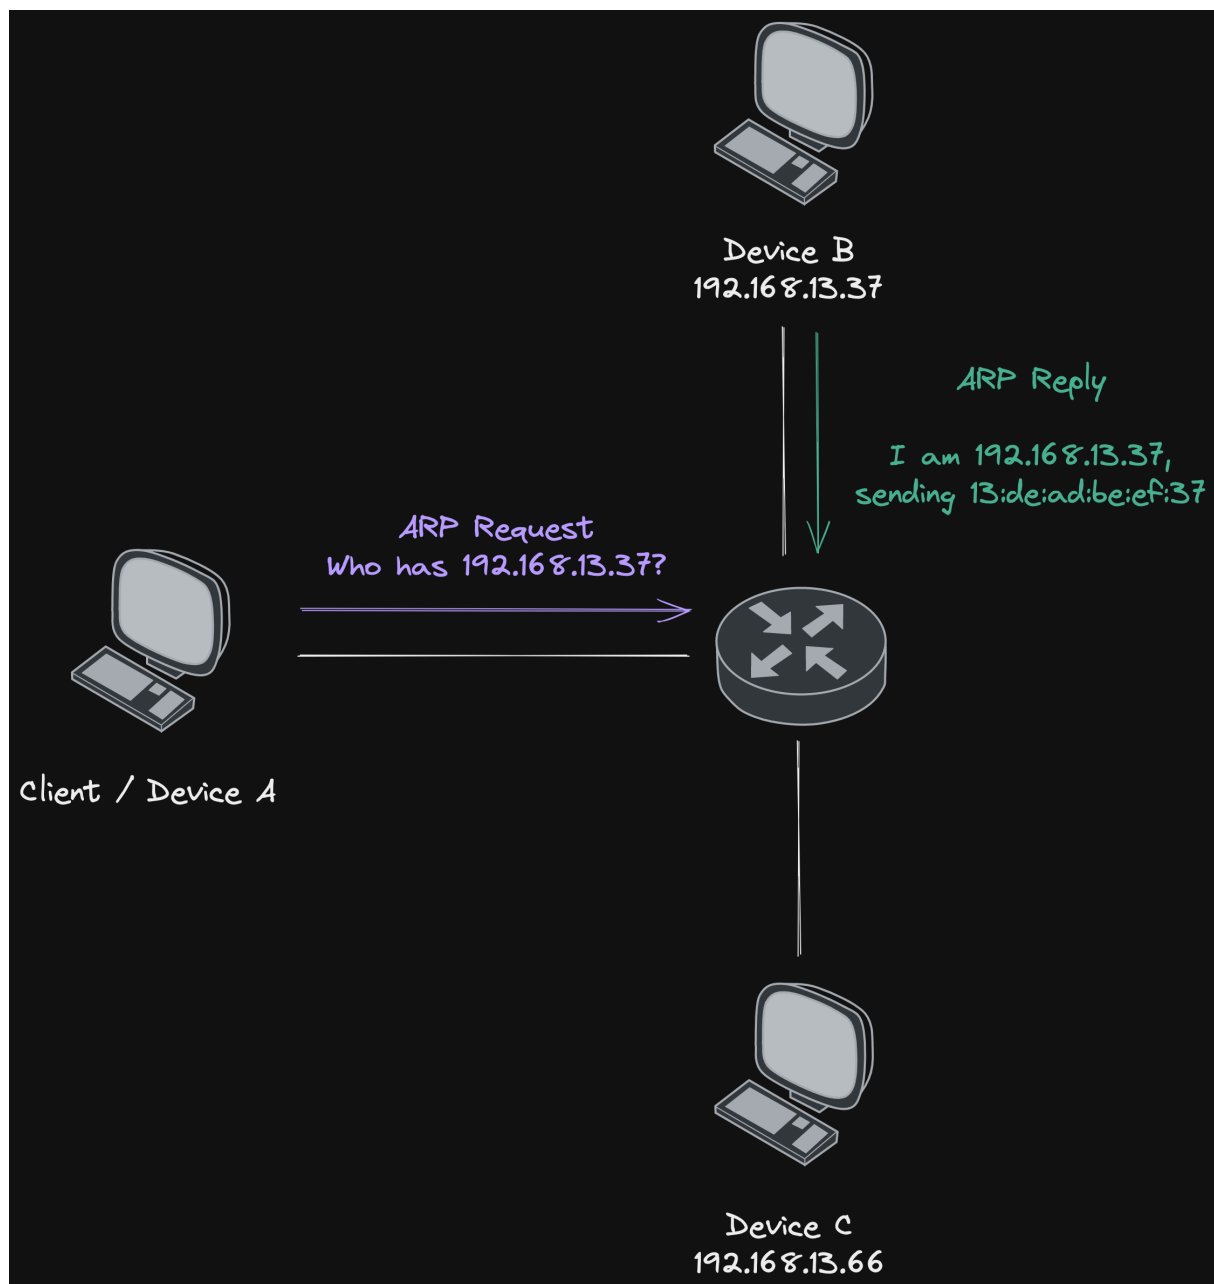 Device B
192.168.13.37
ARP Reply
I am 192.168.13.37,
sending 13:de:ad:be:ef:37
ARP Request
Who has 192.168.13.37?
Client / Device A
Device C
192.168.13.66